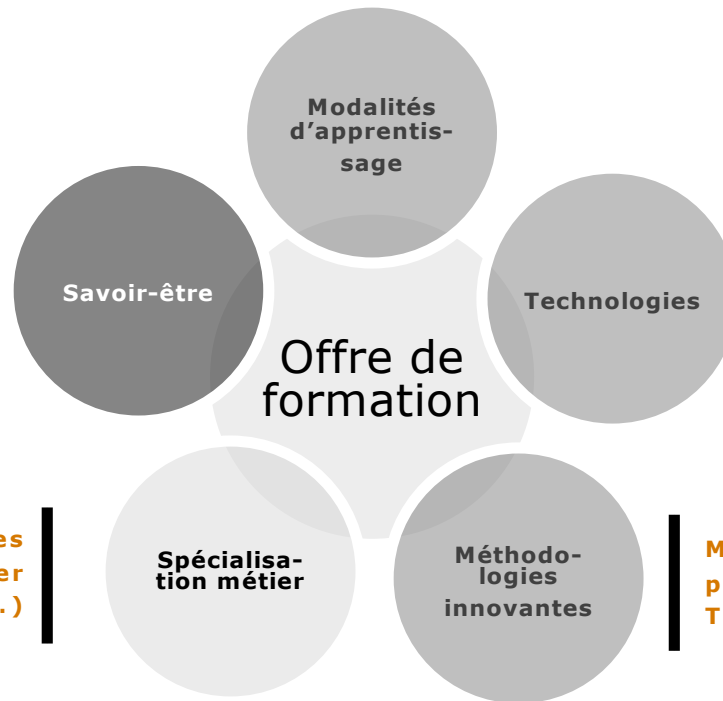 Modalités
d'apprentis-
sage
Savoir-être
Technologies
Offre de
formation
Spécialisa-
tion métier
Méthodo-
logies
innovantes